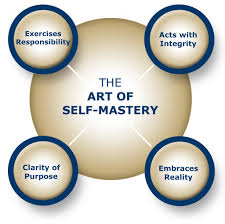 Exercises
Responsibility
Acts with
Integrity
THE
ART OF
SELF-MASTERY
Clarity of
Purpose
Embraces
Reality